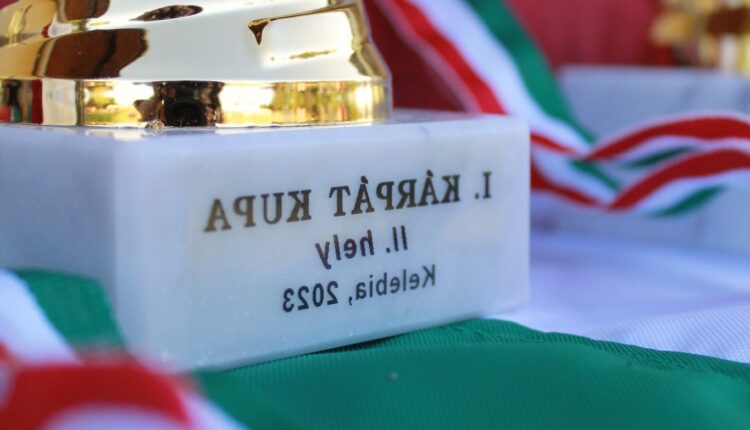 I. KÁRPÁT KUPA
II. hely
Kelebia, 2023